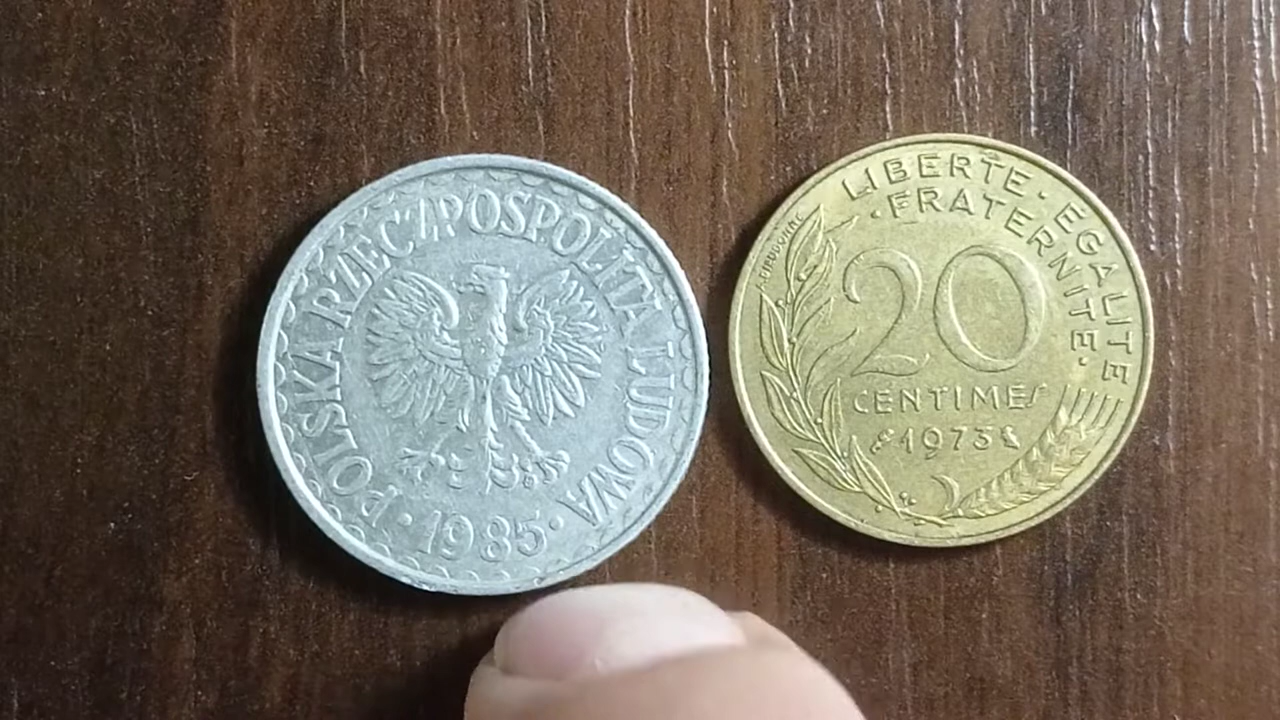 POLSKA RZECZPOSPOLITA LUDOWA
·1985·
LIBERTE·EGALITE
·FRATERNITE·
20
CENTIMES
1973